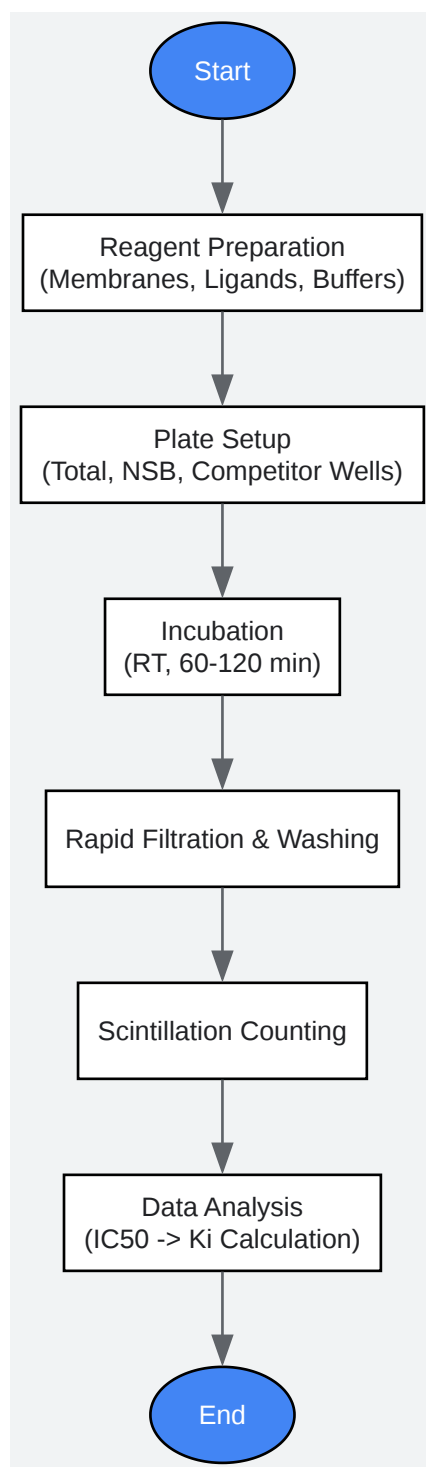 Start
Reagent Preparation
(Membranes, Ligands, Buffers)
Plate Setup
(Total, NSB, Competitor Wells)
Incubation
(RT, 60-120 min)
Rapid Filtration & Washing
Scintillation Counting
Data Analysis
(IC50 -> Ki Calculation)
End